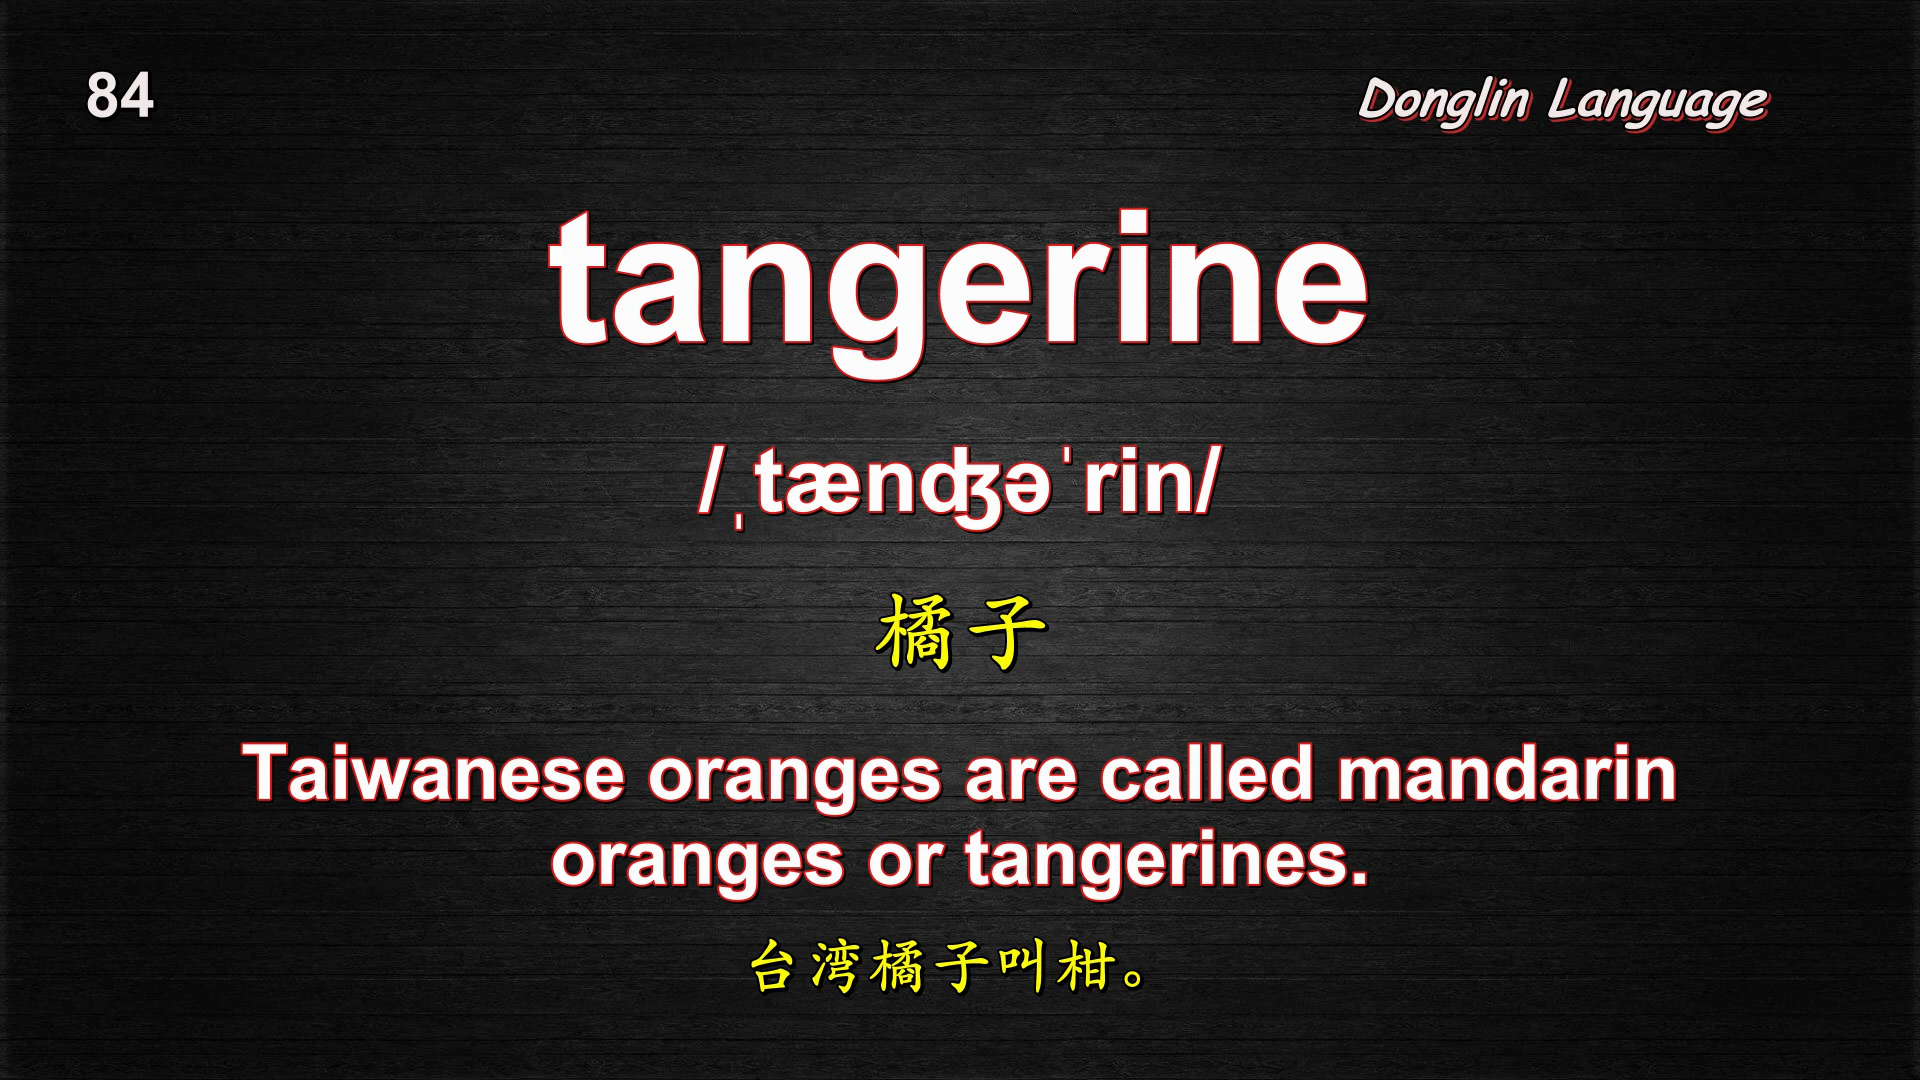 84
Donglin Language
tangerine
/ˌtænʤəˈrin/
橘子
Taiwanese oranges are called mandarin
oranges or tangerines.
台湾橘子叫柑。